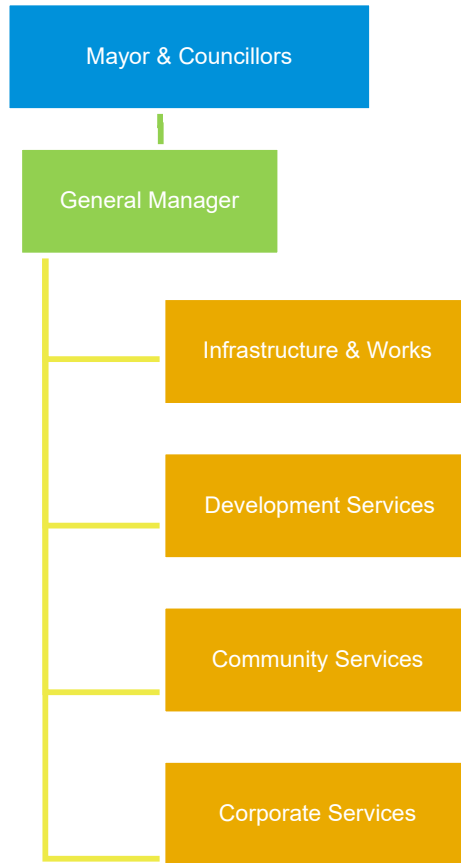 Mayor & Councillors
General Manager
Infrastructure & Works
Development Services
Community Services
Corporate Services